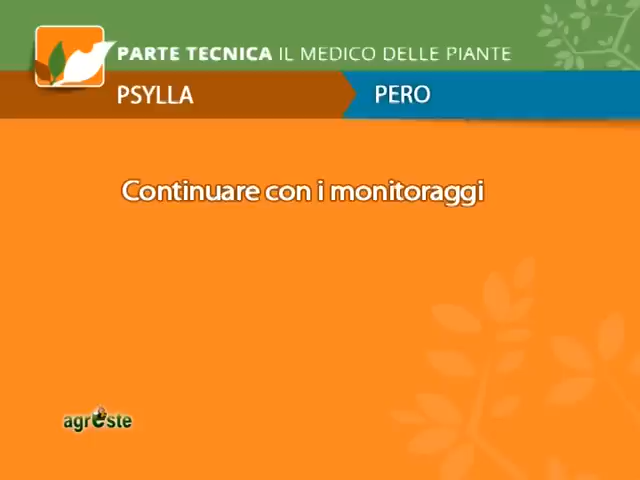 PARTE TECNICA IL MEDICO DELLE PIANTE
PSYLLA
PERO
Continuare con i monitoraggi
agreste